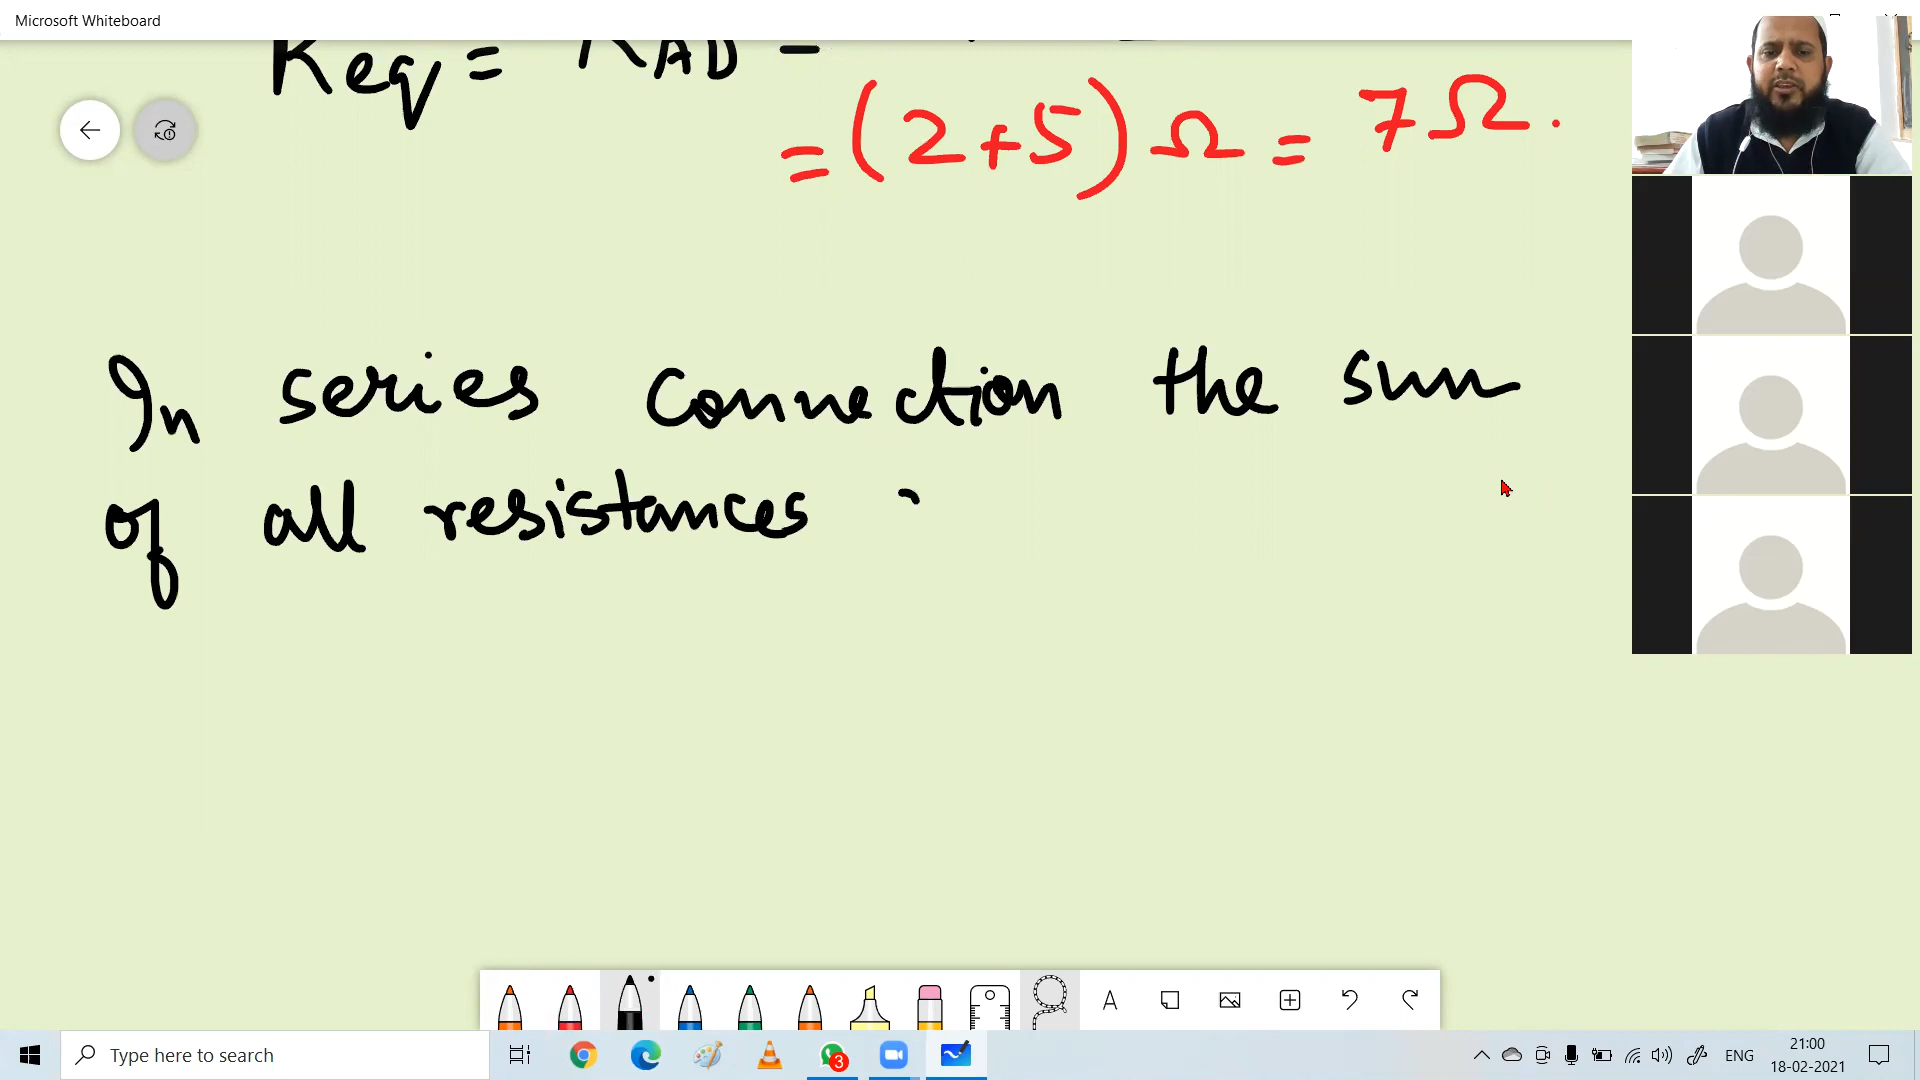 Microsoft Whiteboard
Req = RAD =
= (2+5) Ω = 7Ω.
In series connection the sum
of all resistances
A
3
Type here to search
ENG
21:00
18-02-2021